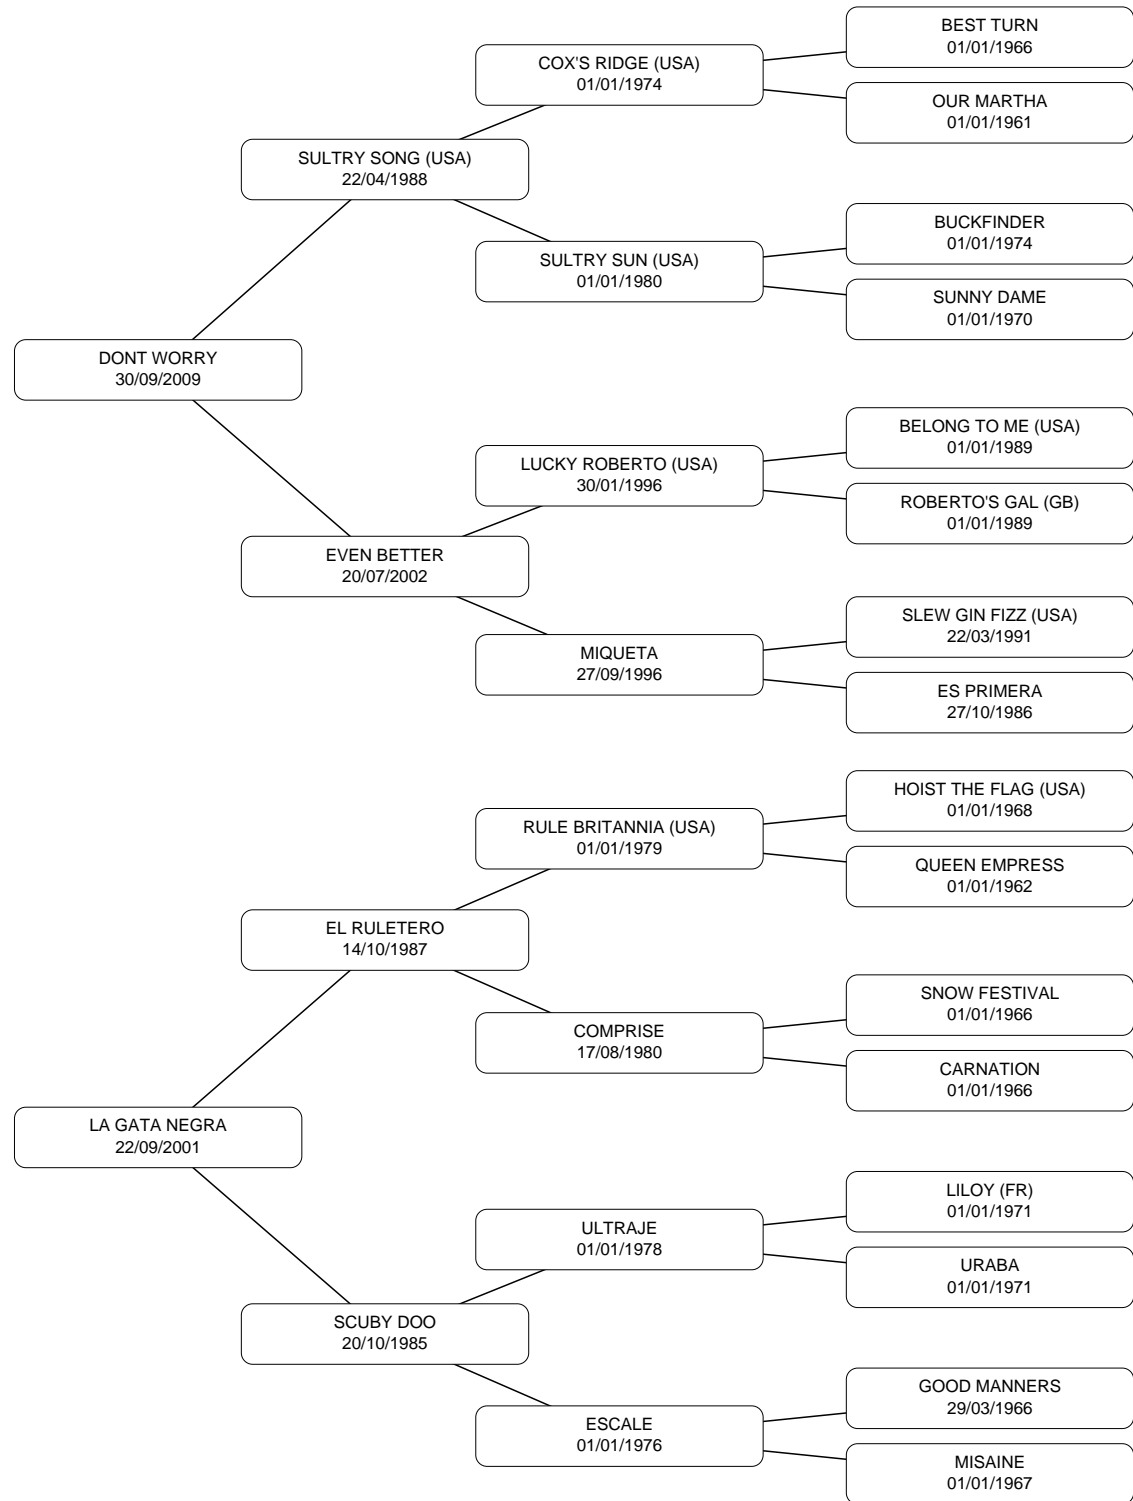 BEST TURN
01/01/1966
COX'S RIDGE (USA)
01/01/1974
OUR MARTHA
01/01/1961
SULTRY SONG (USA)
22/04/1988
BUCKFINDER
01/01/1974
SULTRY SUN (USA)
01/01/1980
SUNNY DAME
01/01/1970
DONT WORRY
30/09/2009
BELONG TO ME (USA)
01/01/1989
LUCKY ROBERTO (USA)
30/01/1996
ROBERTO'S GAL (GB)
01/01/1989
EVEN BETTER
20/07/2002
SLEW GIN FIZZ (USA)
22/03/1991
MIQUETA
27/09/1996
ES PRIMERA
27/10/1986
HOIST THE FLAG (USA)
01/01/1968
RULE BRITANNIA (USA)
01/01/1979
QUEEN EMPRESS
01/01/1962
EL RULETERO
14/10/1987
SNOW FESTIVAL
01/01/1966
COMPRISE
17/08/1980
CARNATION
01/01/1966
LA GATA NEGRA
22/09/2001
LILOY (FR)
01/01/1971
ULTRAJE
01/01/1978
URABA
01/01/1971
SCUBY DOO
20/10/1985
GOOD MANNERS
29/03/1966
ESCALE
01/01/1976
MISAINE
01/01/1967